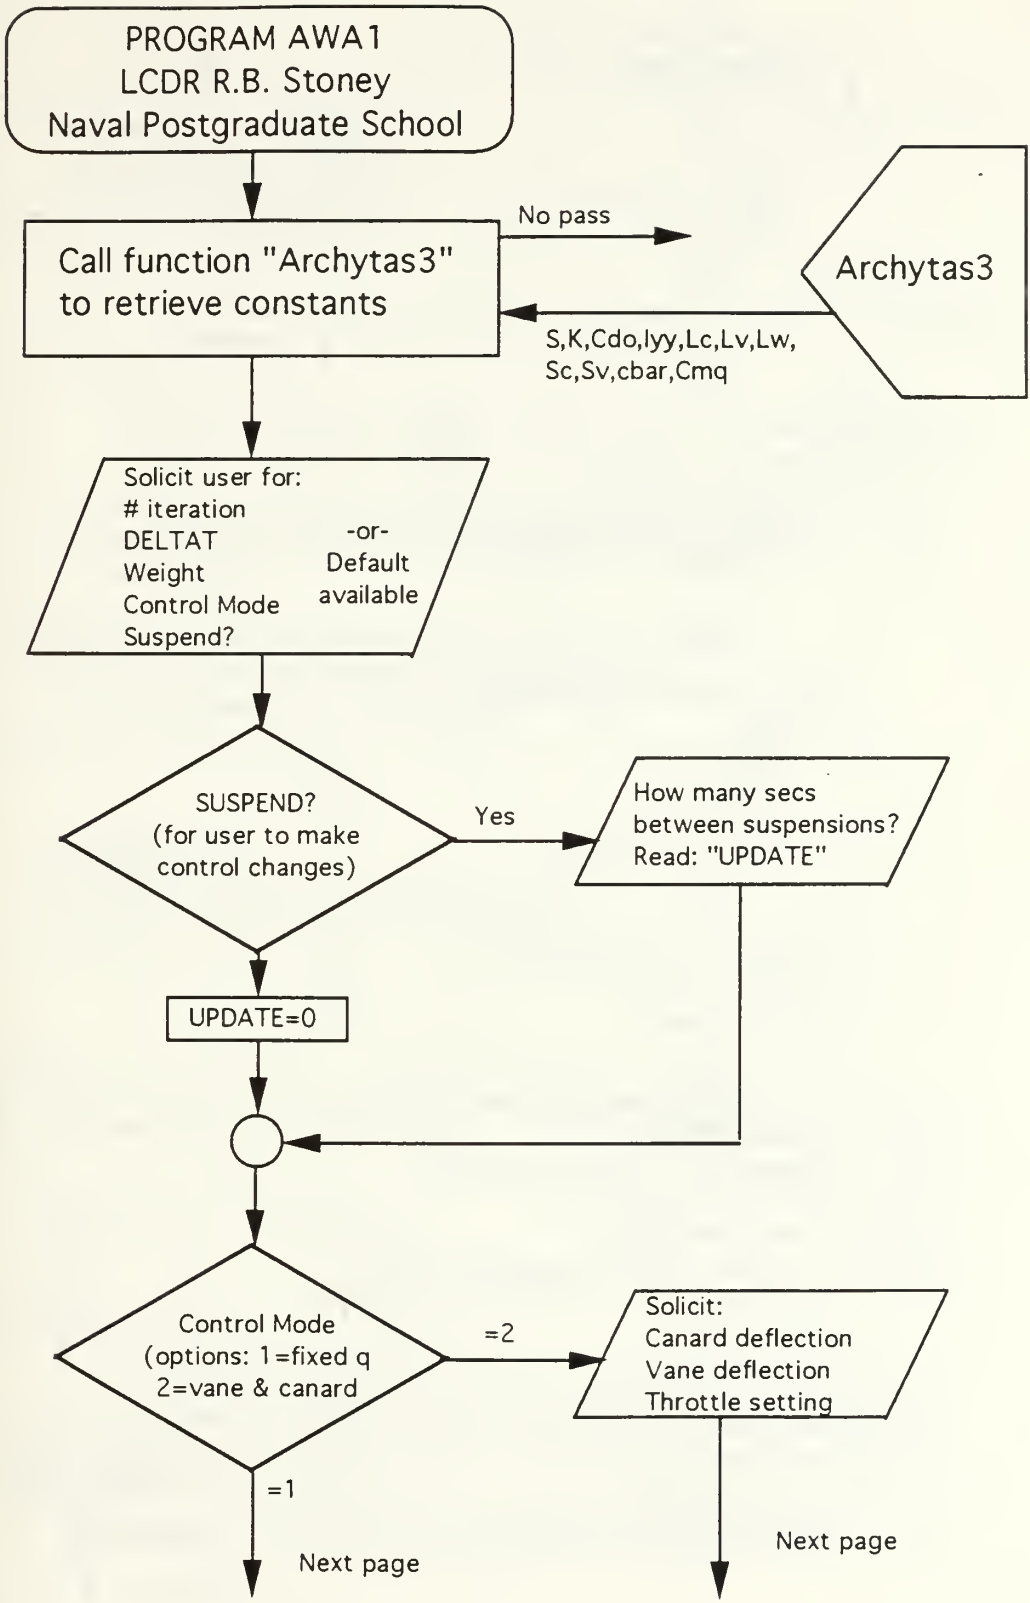 PROGRAM AWA1
LCDR R.B. Stoney
Naval Postgraduate School
Call function "Archytas3"
to retrieve constants
No pass
Archytas3
S,K,Cdo,Iyy,Lc,Lv,Lw,
Sc,Sv,cbar,Cmq
Solicit user for:
# iteration
DELTAT
Weight
Control Mode
Suspend?
-or-
Default
available
SUSPEND?
(for user to make
control changes)
Yes
How many secs
between suspensions?
Read: "UPDATE"
UPDATE=0
Control Mode
(options: 1=fixed q
2=vane & canard
=2
Solicit:
Canard deflection
Vane deflection
Throttle setting
=1
Next page
Next page